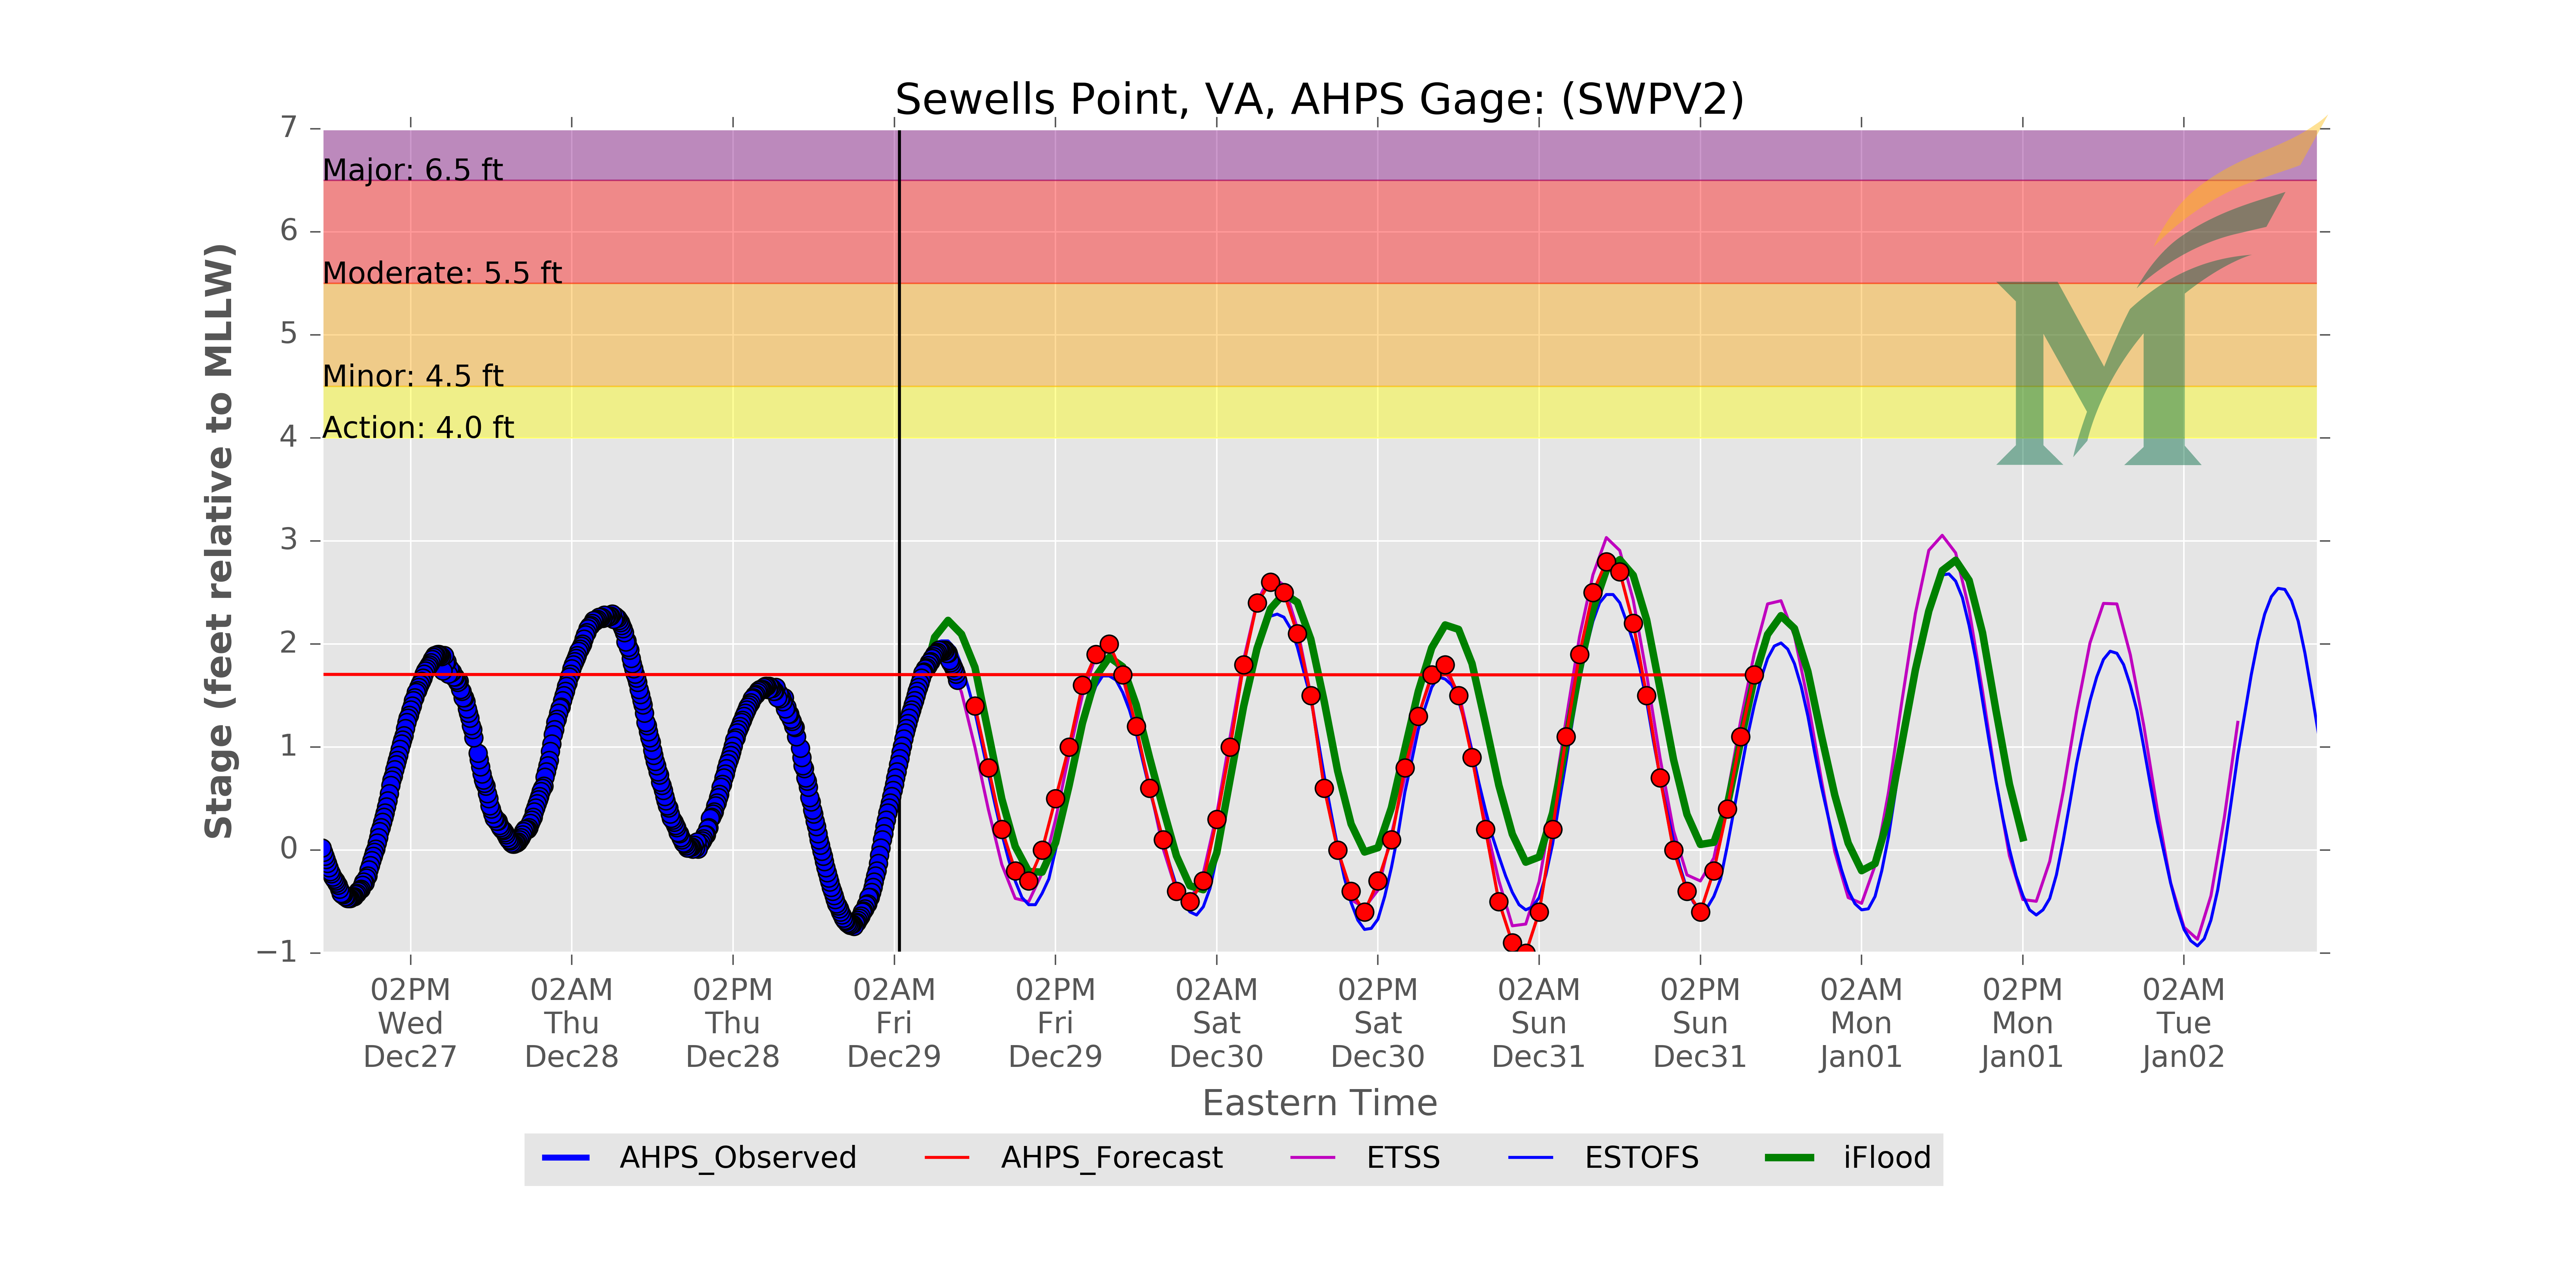 Sewells Point, VA, AHPS Gage: (SWPV2)
Stage (feet relative to MLLW)
7
6
5
4
3
2
1
0
−1
Major: 6.5 ft
Moderate: 5.5 ft
Minor: 4.5 ft
Action: 4.0 ft
M
02PM
Wed
Dec27
02AM
Thu
Dec28
02PM
Thu
Dec28
02AM
Fri
Dec29
02PM
Fri
Dec29
02AM
Sat
Dec30
02PM
Sat
Dec30
02AM
Sun
Dec31
02PM
Sun
Dec31
02AM
Mon
Jan01
02PM
Mon
Jan01
02AM
Tue
Jan02
Eastern Time
AHPS_Observed
AHPS_Forecast
ETSS
ESTOFS
iFlood